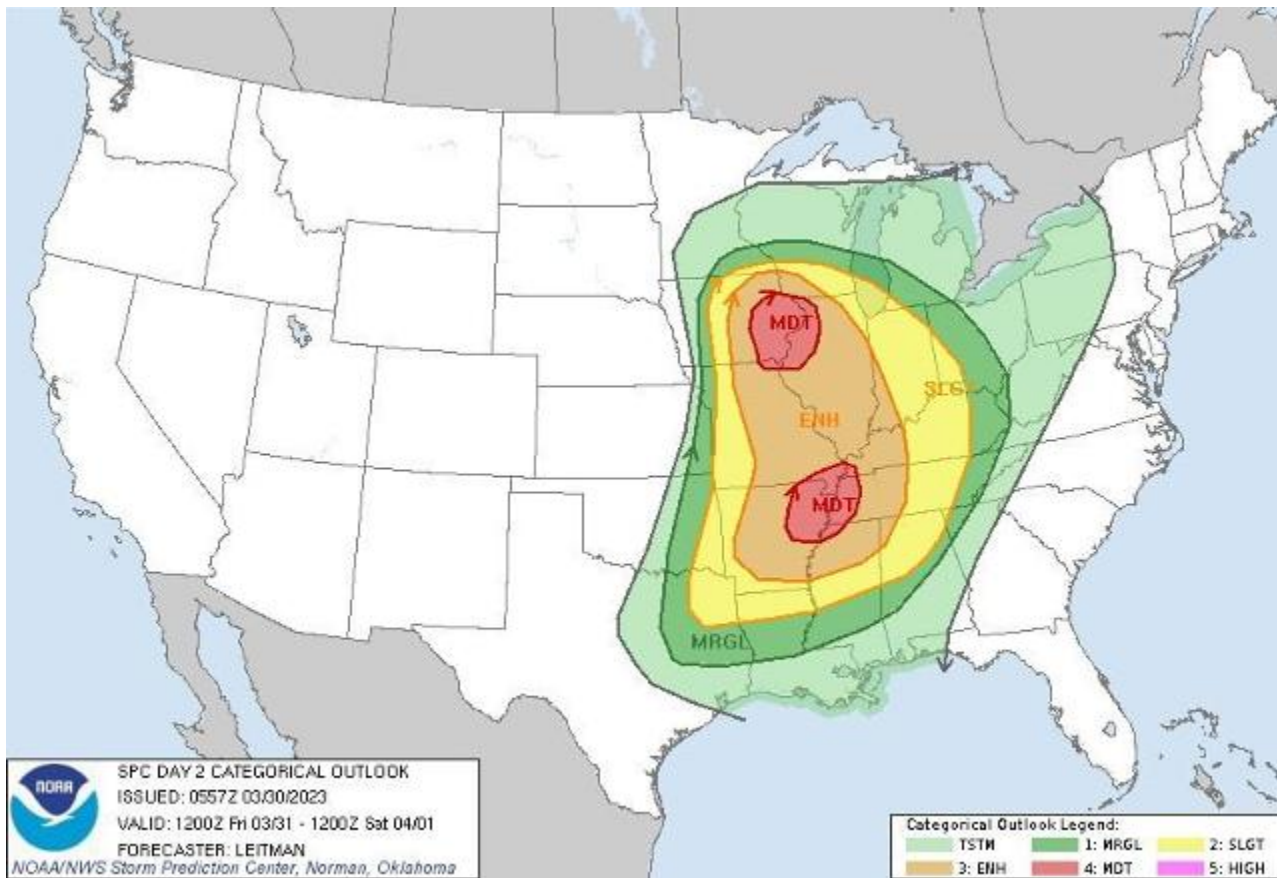 MDT
SLGT
ENH
MDT
MRGL
NOAA
SPC DAY 2 CATEGORICAL OUTLOOK
ISSUED: 0557Z 03/30/2023
VALID: 1200Z Fri 03/31 - 1200Z Sat 04/01
FORECASTER: LEITMAN
NOAA/NWS Storm Prediction Center, Norman, Oklahoma
Categorical Outlook Legend:
TSTM 1: MRGL 2: SLGT
3: ENH 4: MDT 5: HIGH